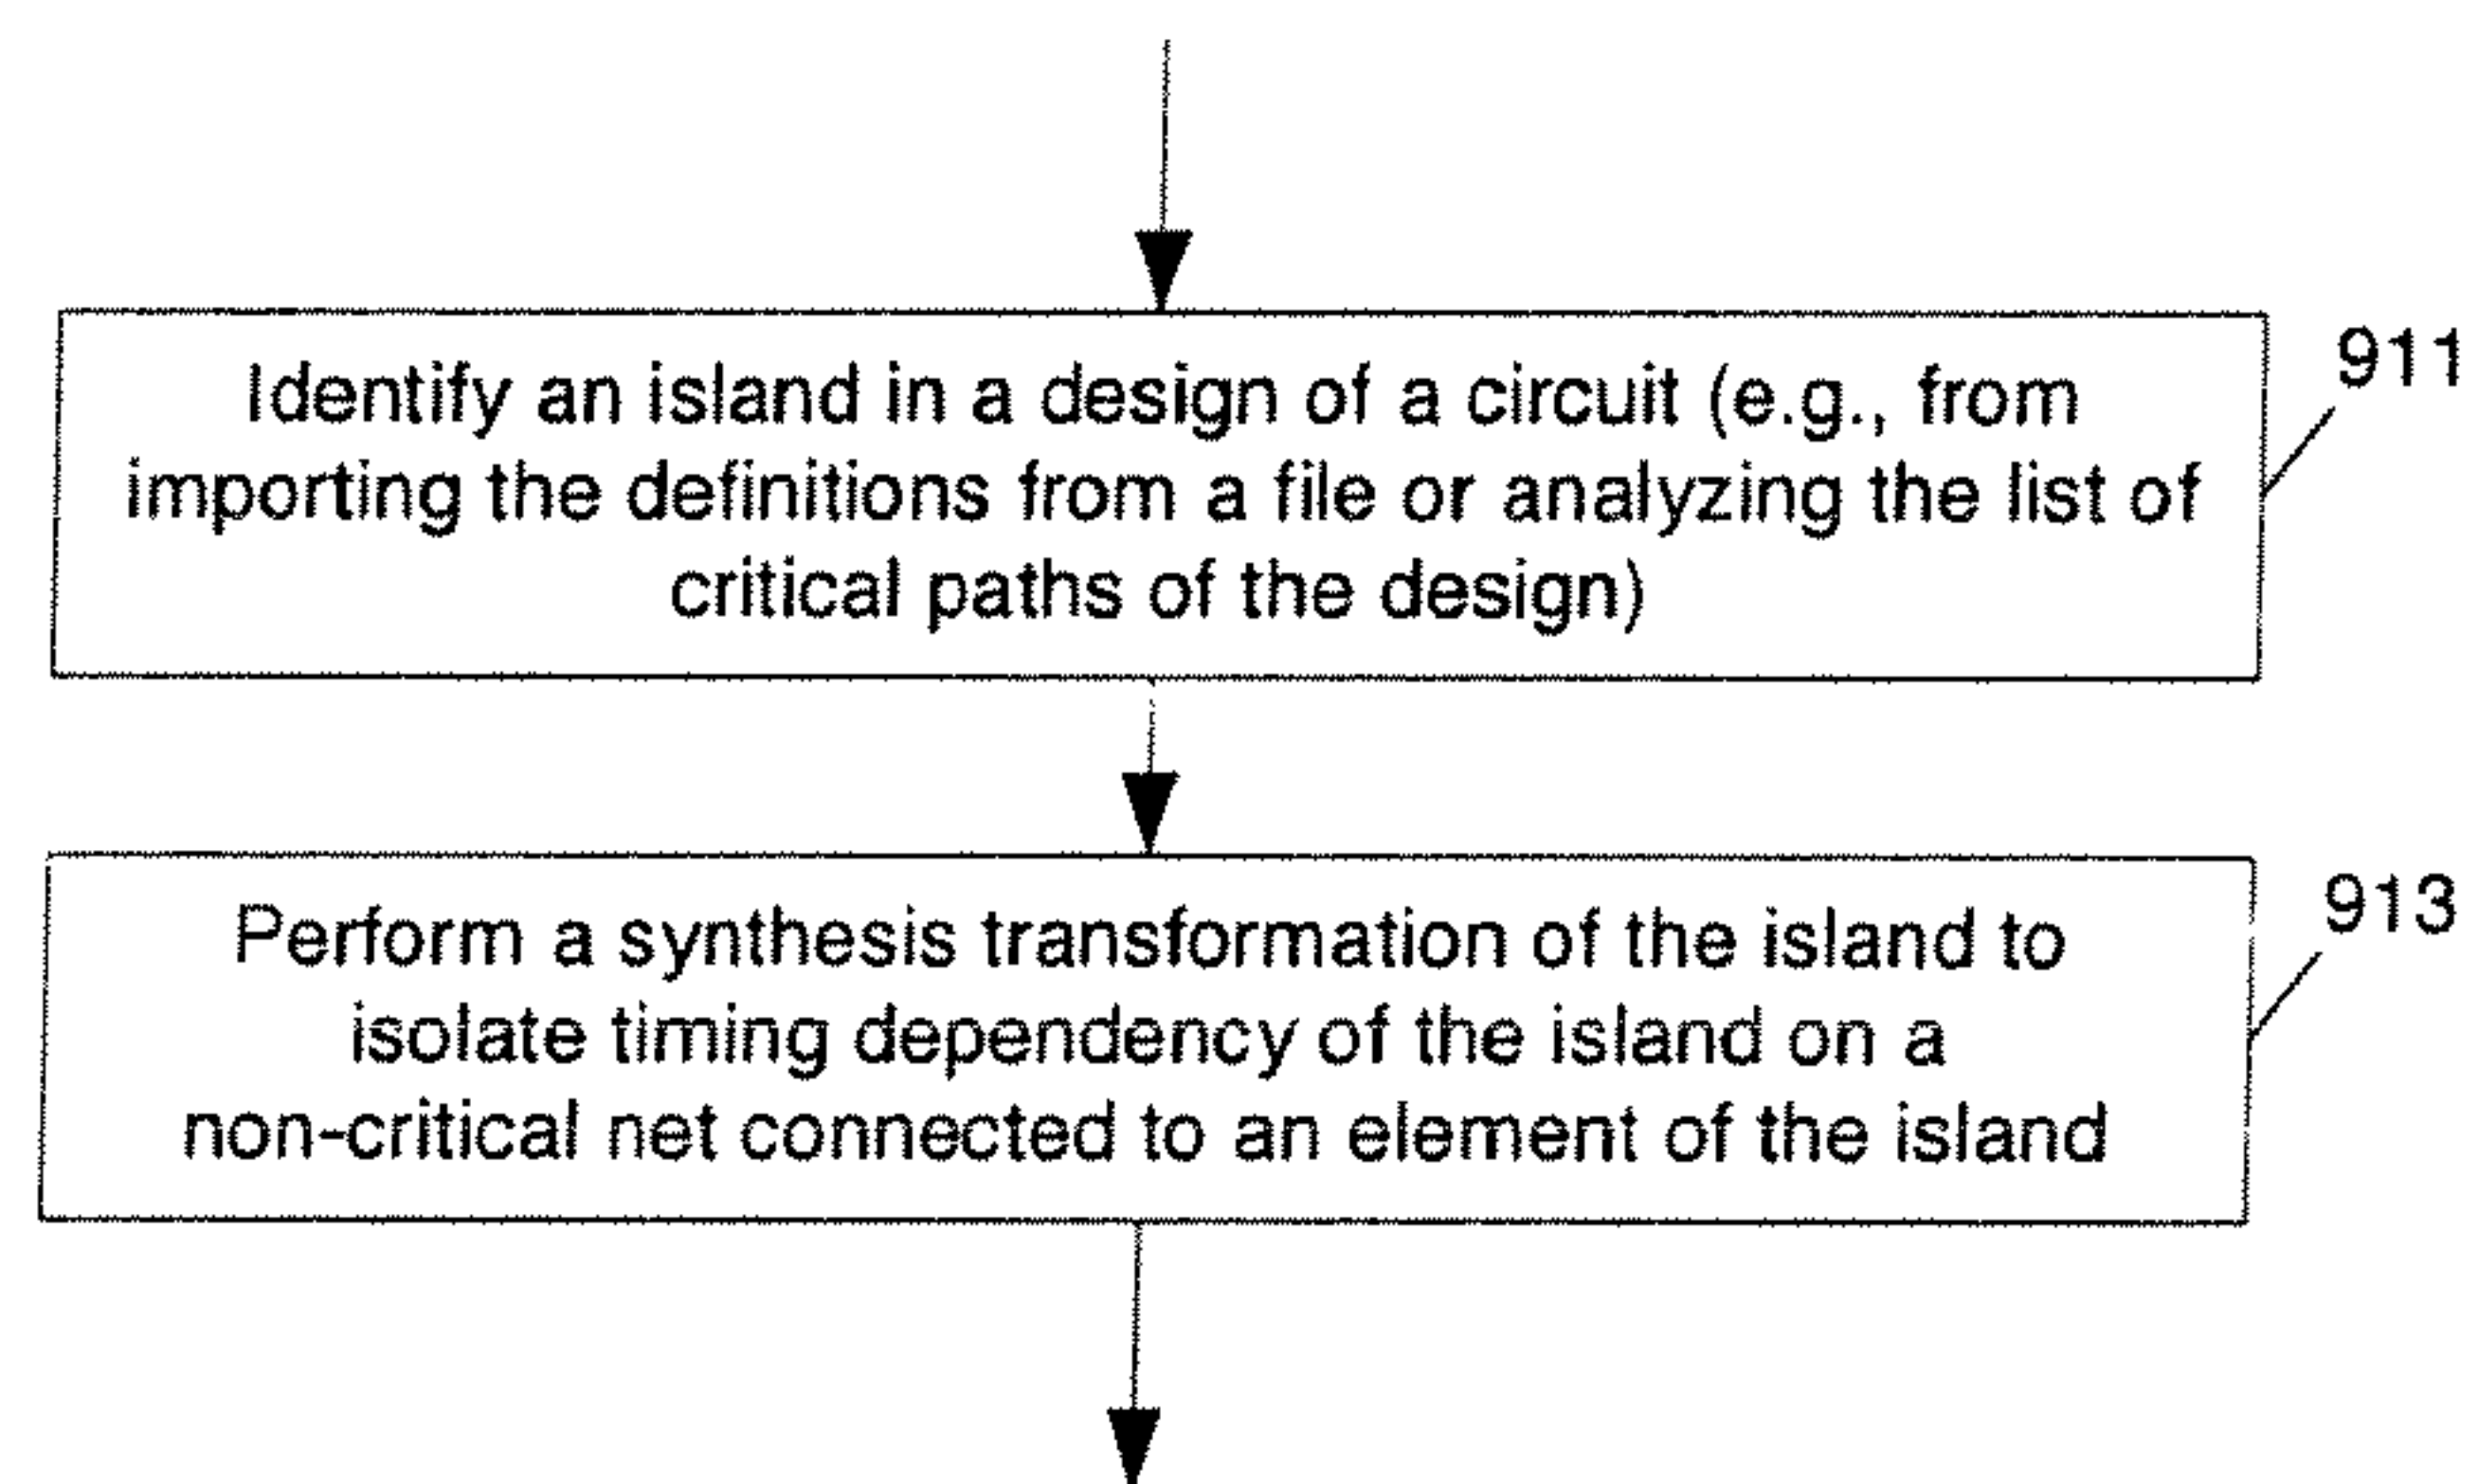 Identify an island in a design of a circuit (e.g., from
importing the definitions from a file or analyzing the list of
critical paths of the design)
911
Perform a synthesis transformation of the island to
isolate timing dependency of the island on a
non-critical net connected to an element of the island
913